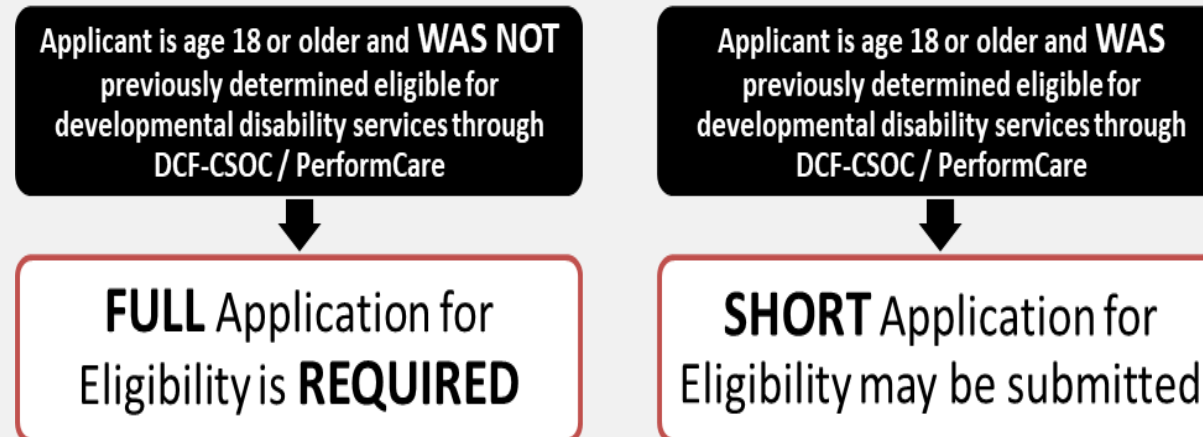 Applicant is age 18 or older and WAS NOT
previously determined eligible for
developmental disability services through
DCF-CSOC / PerformCare
FULL Application for
Eligibility is REQUIRED
Applicant is age 18 or older and WAS
previously determined eligible for
developmental disability services through
DCF-CSOC / PerformCare
SHORT Application for
Eligibility may be submitted